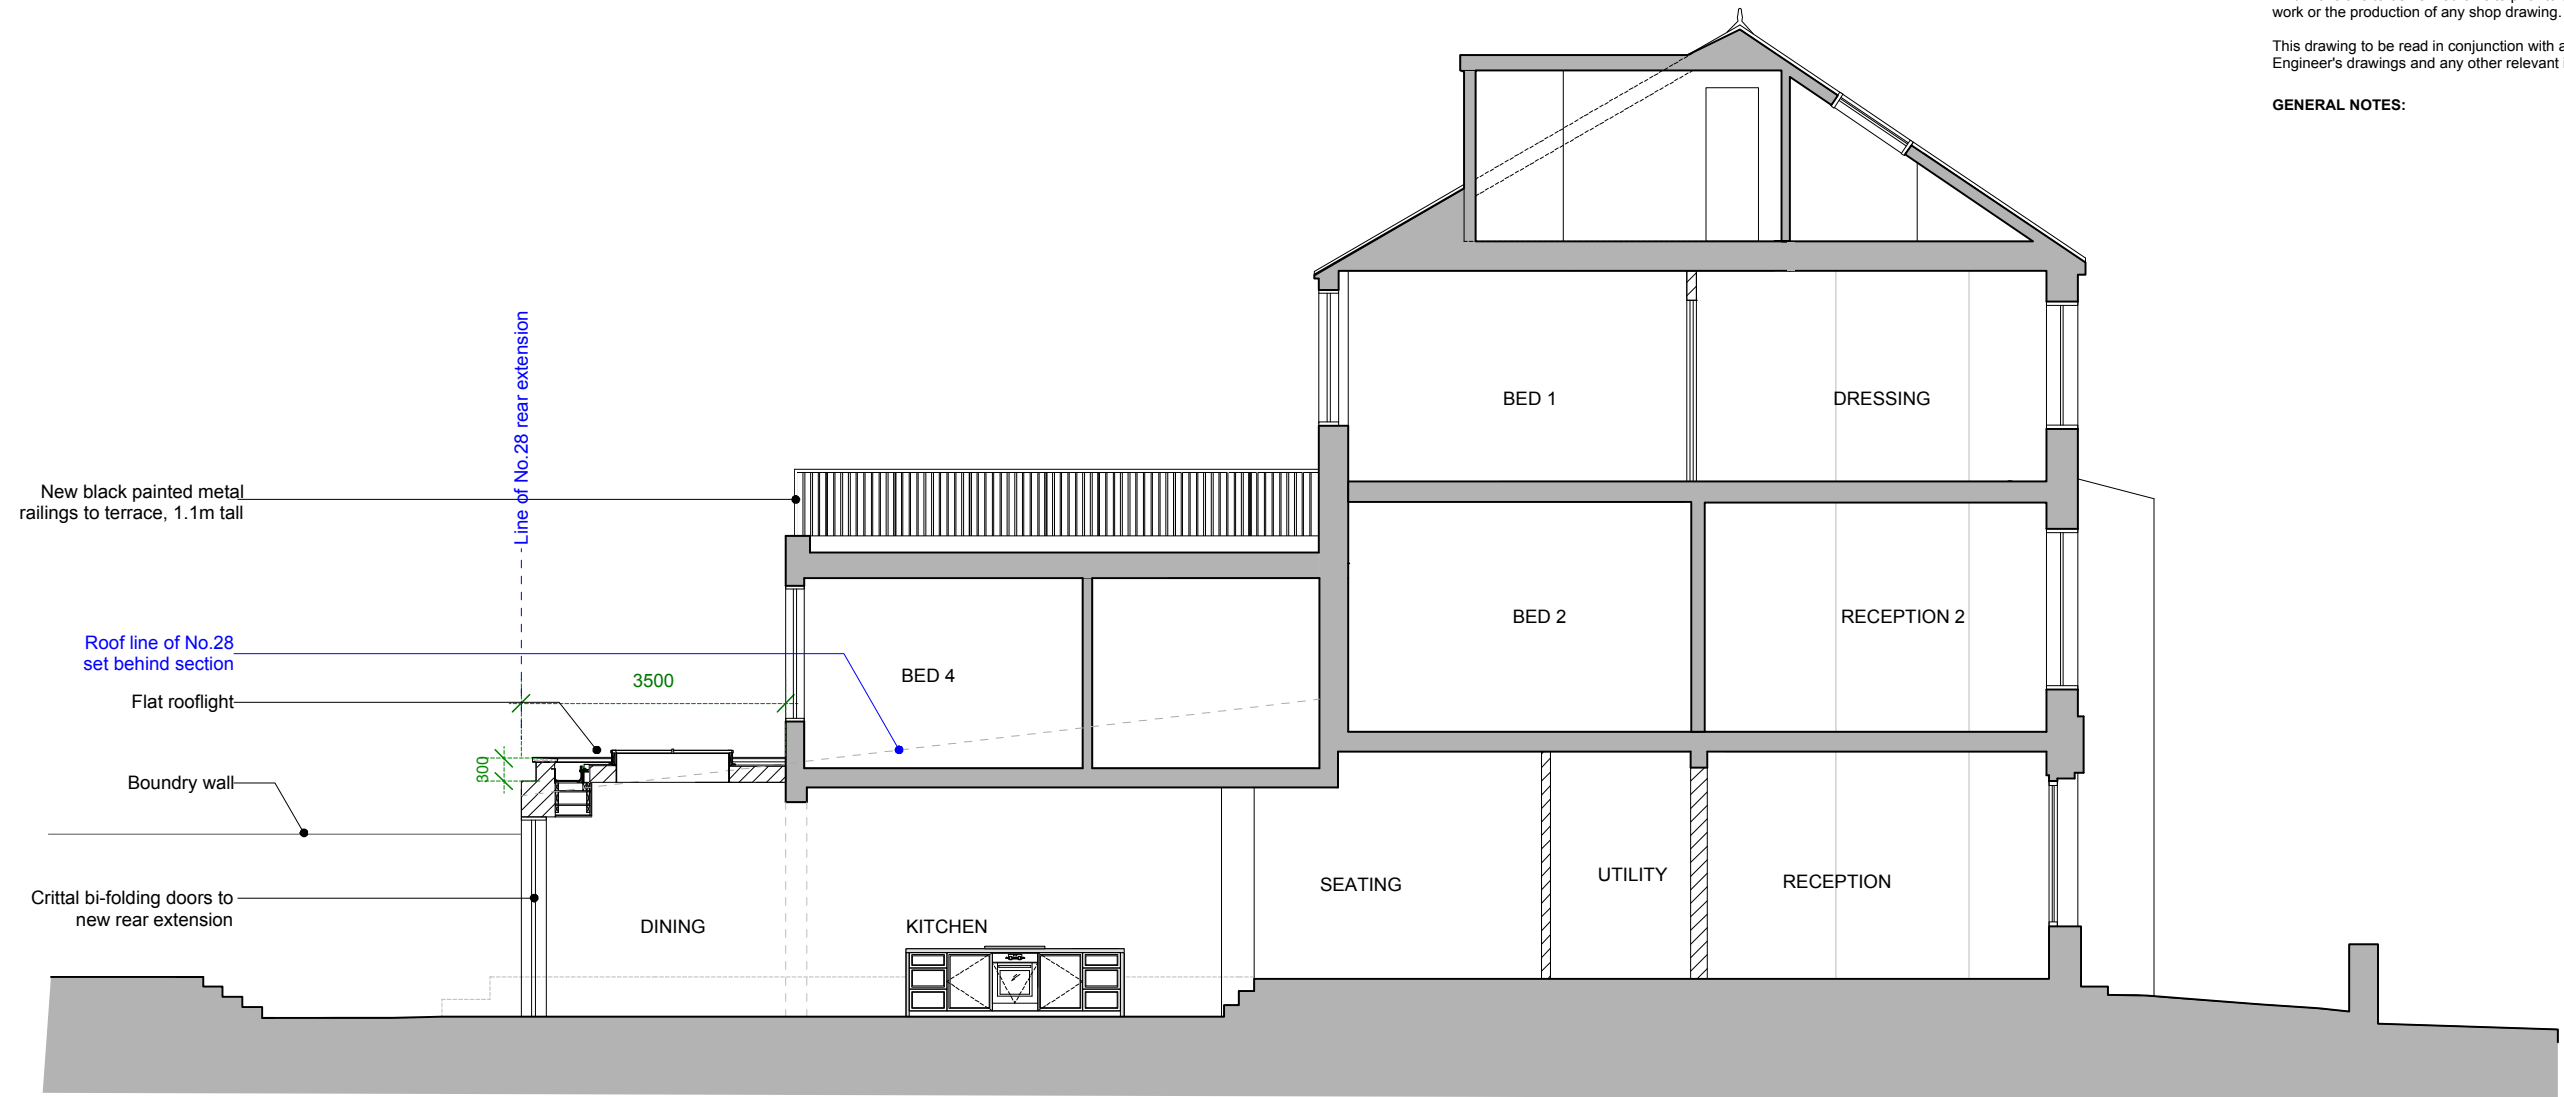 work or the production of any shop drawing.
This drawing to be read in conjunction with
Engineer's drawings and any other relevant
GENERAL NOTES:
Line of No.28 rear extension
BED 1
DRESSING
New black painted metal
railings to terrace, 1.1m tall
BED 2
RECEPTION 2
Roof line of No.28
set behind section
BED 4
3500
Flat rooflight
300
Boundry wall
SEATING
UTILITY
RECEPTION
Crittal bi-folding doors to
new rear extension
DINING
KITCHEN